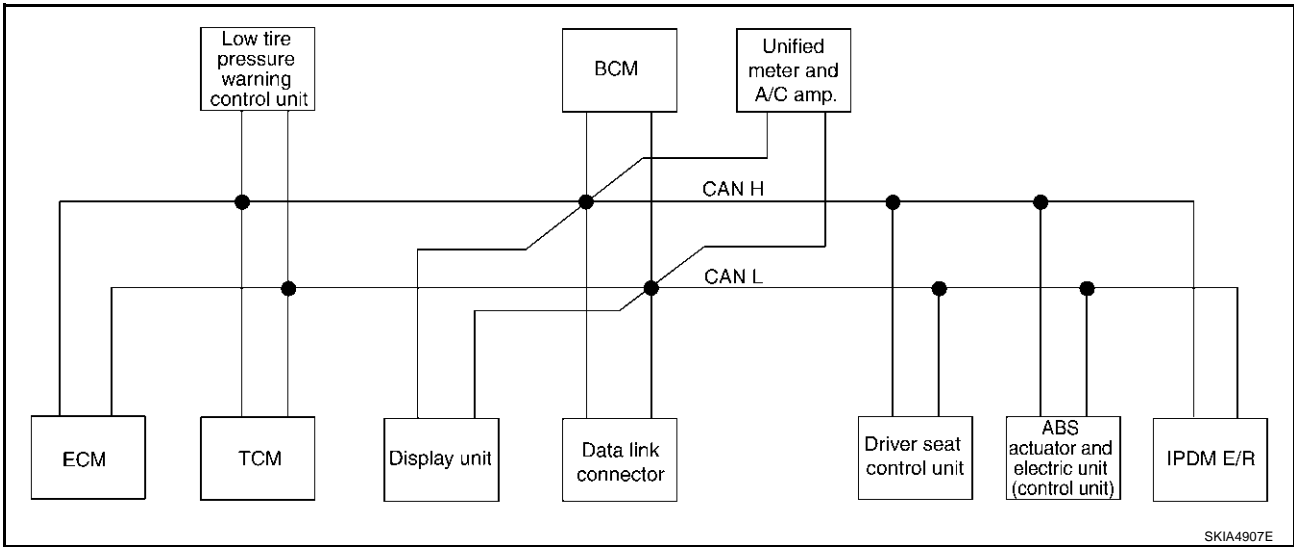 Low tire
pressure
warning
control unit
BCM
Unified
meter and
A/C amp.
CAN H
CAN L
ECM
TCM
Display unit
Data link
connector
Driver seat
control unit
ABS
actuator and
electric unit
(control unit)
IPDM E/R
SKIA4907E